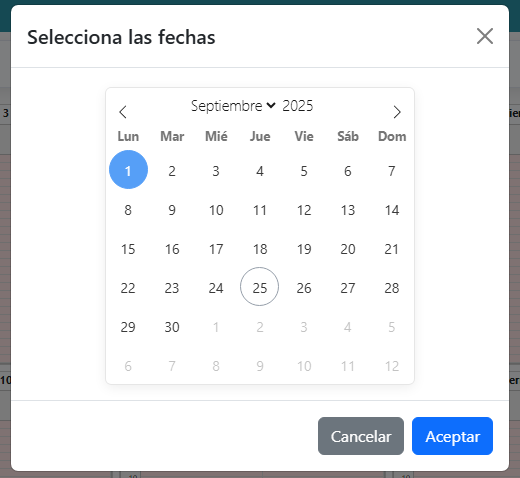 Selecciona las fechas
Septiembre 2025
Lun Mar Mié Jue Vie Sáb Dom
1 2 3 4 5 6 7
8 9 10 11 12 13 14
15 16 17 18 19 20 21
22 23 24 25 26 27 28
29 30 1 2 3 4 5
6 7 8 9 10 11 12
Cancelar Aceptar